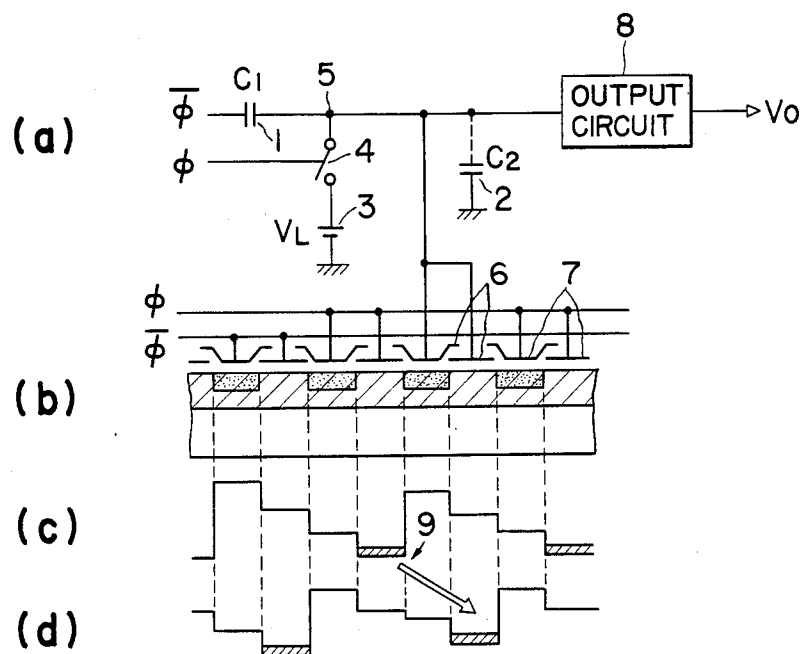 (a)
ϕ̅
C1
1
5
ϕ
4
VL
3
C2
2
8
OUTPUT
CIRCUIT
Vo
ϕ
ϕ̅
6
7
(b)
(c)
9
(d)